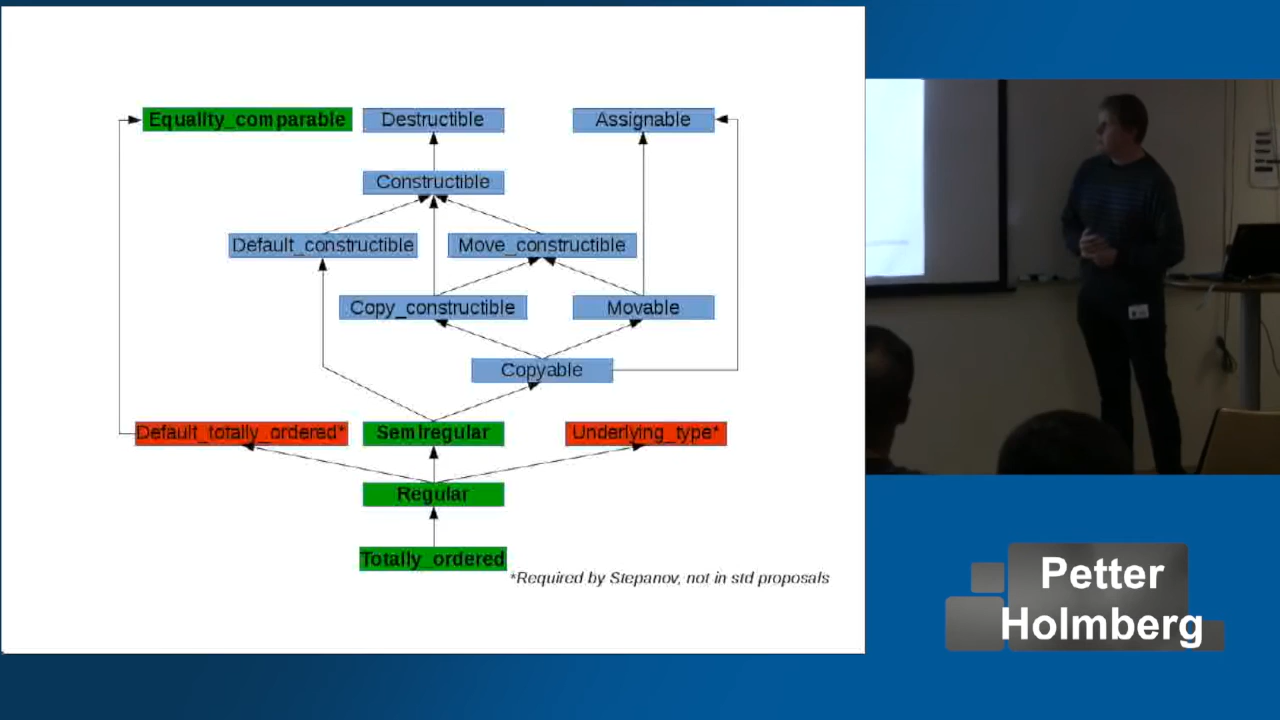 Equality_comparable
Destructible
Assignable
Constructible
Default_constructible
Move_constructible
Copy_constructible
Movable
Copyable
Default_totally_ordered*
Semiregular
Underlying_type*
Regular
Totally_ordered
*Required by Stepanov, not in std proposals
Petter
Holmberg